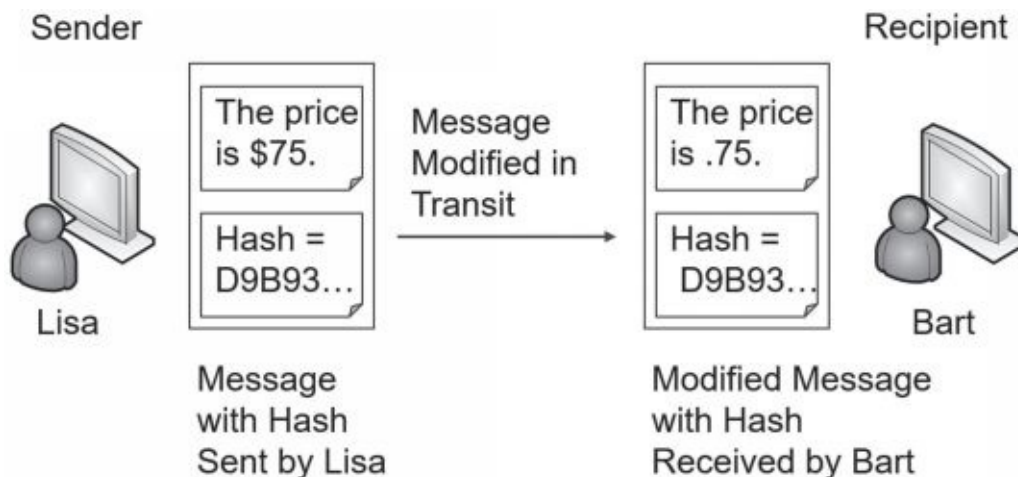 Sender
Recipient
The price
is $75.
Message
Modified in
Transit
The price
is .75.
Hash =
D9B93...
Hash =
D9B93...
Lisa
Bart
Message
with Hash
Sent by Lisa
Modified Message
with Hash
Received by Bart